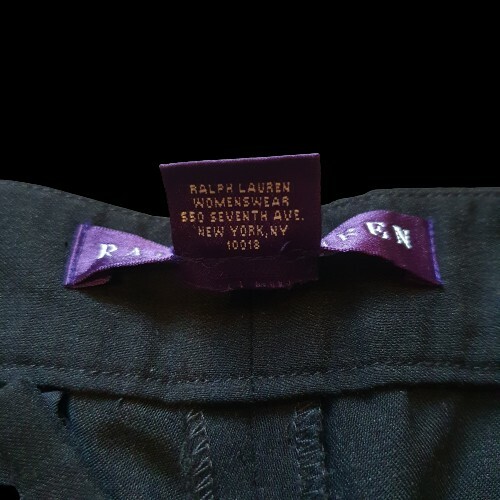 RALPH LAUREN
WOMENSWEAR
550 SEVENTH AVE.
NEW YORK, NY
10018